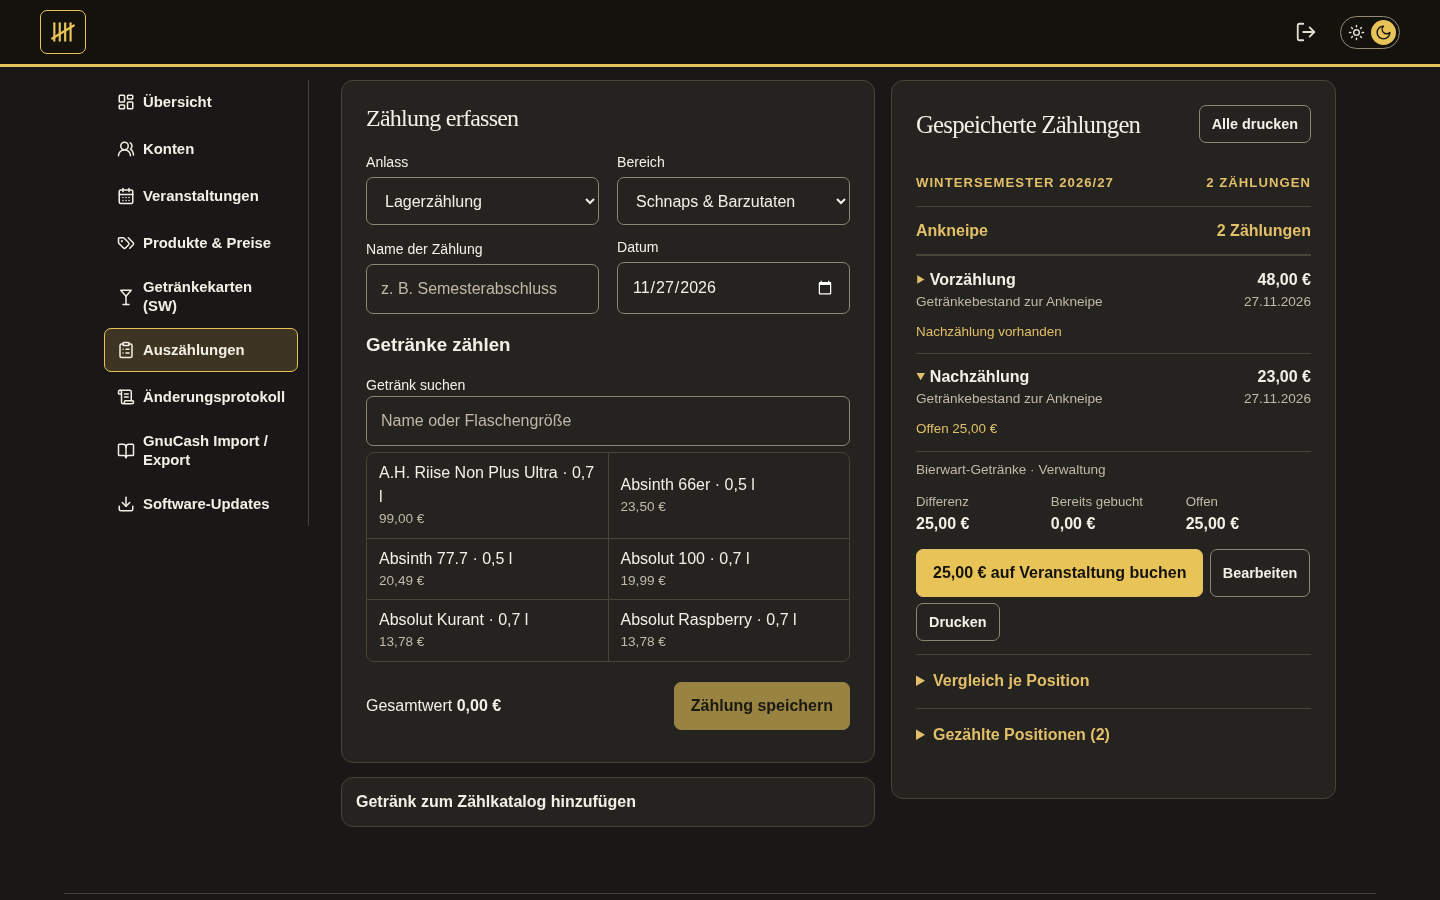 Übersicht
Konten
Veranstaltungen
Produkte & Preise
Getränkekarten
(SW)
Auszählungen
Änderungsprotokoll
GnuCash Import /
Export
Software-Updates
Zählung erfassen
Anlass
Bereich
Lagerzählung
Schnaps & Barzutaten
Name der Zählung
Datum
z. B. Semesterabschluss
11/27/2026
Getränke zählen
Getränk suchen
Name oder Flaschengröße
A.H. Riise Non Plus Ultra · 0,7
l
99,00 €
Absinth 66er · 0,5 l
23,50 €
Absinth 77.7 · 0,5 l
20,49 €
Absolut 100 · 0,7 l
19,99 €
Absolut Kurant · 0,7 l
13,78 €
Absolut Raspberry · 0,7 l
13,78 €
Gesamtwert 0,00 €
Zählung speichern
Getränk zum Zählkatalog hinzufügen
Gespeicherte Zählungen
Alle drucken
WINTERSEMESTER 2026/27
2 ZÄHLUNGEN
Ankneipe
2 Zählungen
Vorzählung
48,00 €
Getränkebestand zur Ankneipe
27.11.2026
Nachzählung vorhanden
Nachzählung
23,00 €
Getränkebestand zur Ankneipe
27.11.2026
Offen 25,00 €
Bierwart-Getränke · Verwaltung
Differenz
Bereits gebucht
Offen
25,00 €
0,00 €
25,00 €
25,00 € auf Veranstaltung buchen
Bearbeiten
Drucken
Vergleich je Position
Gezählte Positionen (2)